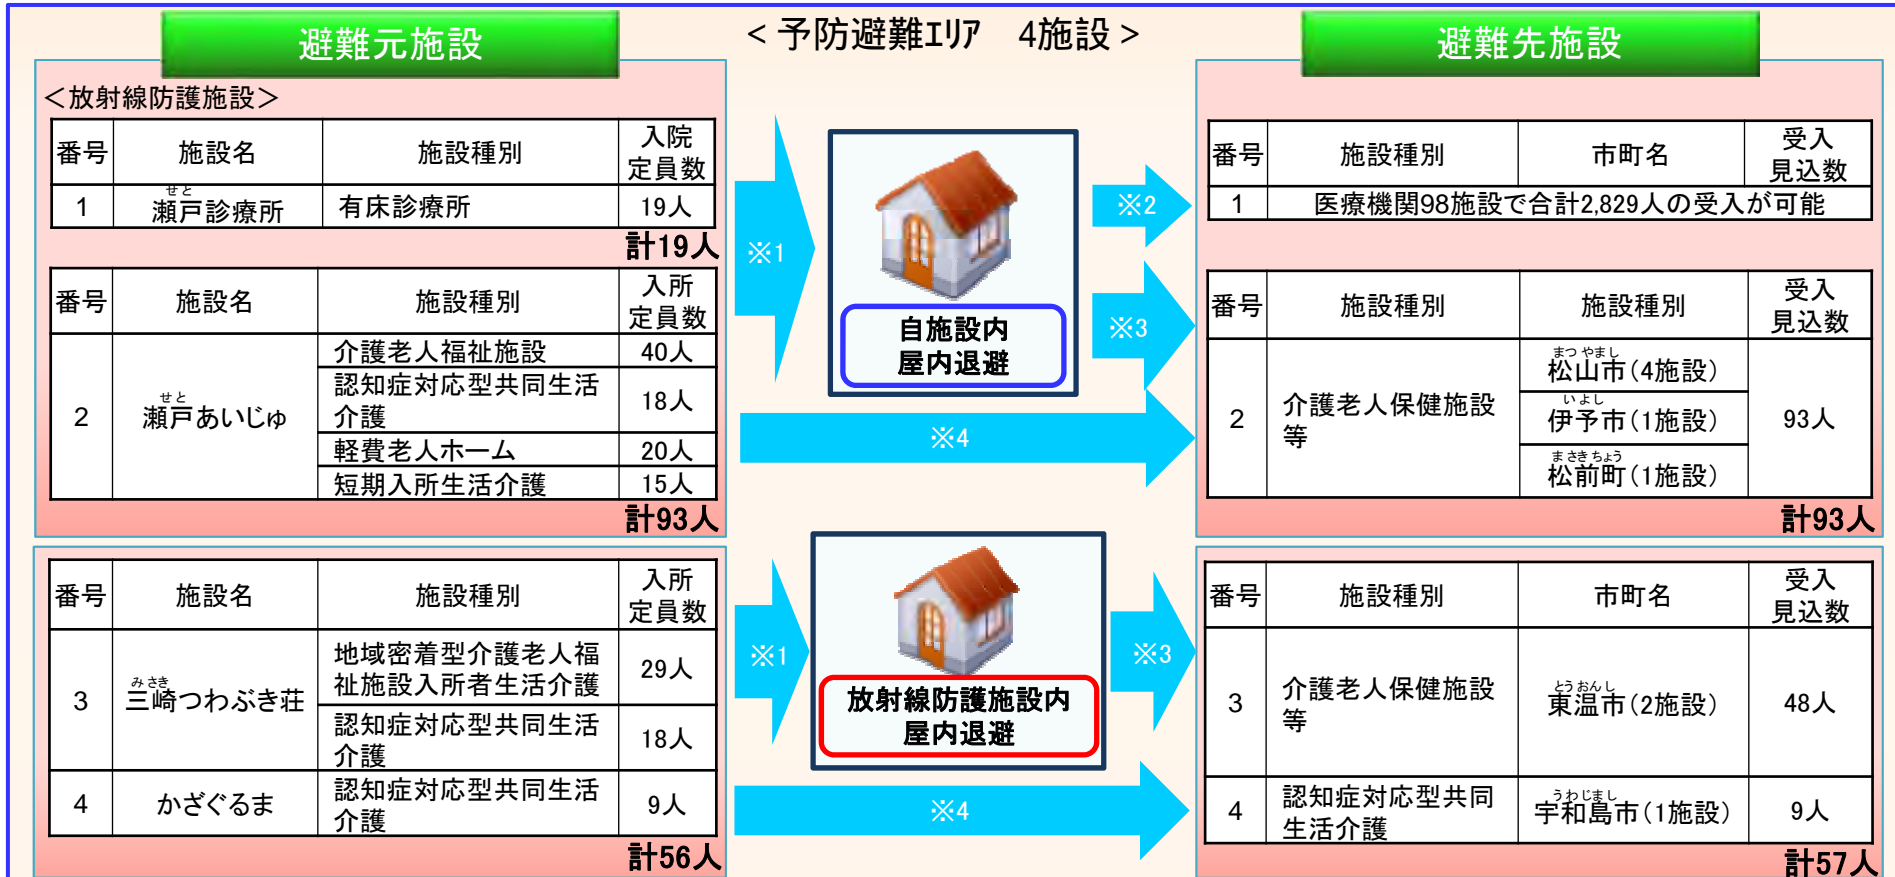 ＜予防避難ｴﾘｱ　4施設＞
避難元施設
＜放射線防護施設＞
番号 施設名 施設種別 入院
定員数
せと
1 瀬戸診療所 有床診療所 19人
計19人
番号 施設名 施設種別 入所
定員数
せと
2 瀬戸あいじゅ
介護老人福祉施設 40人
認知症対応型共同生活
介護 18人
軽費老人ホーム 20人
短期入所生活介護 15人
計93人
番号 施設名 施設種別 入所
定員数
みさき
3 三崎つわぶき荘
地域密着型介護老人福
祉施設入所者生活介護 29人
認知症対応型共同生活
介護 18人
4 かざぐるま 認知症対応型共同生活
介護 9人
計56人
※1
自施設内
屋内退避
※2
※3
※4
※1
放射線防護施設内
屋内退避
※3
※4
避難先施設
番号 施設種別 市町名 受入
見込数
1 医療機関98施設で合計2,829人の受入が可能
番号 施設種別 施設種別 受入
見込数
2 介護老人保健施設
等
まつやまし
松山市（4施設）
いよし
伊予市（1施設）
まさきちょう
松前町（1施設）
93人
計93人
番号 施設種別 市町名 受入
見込数
3 介護老人保健施設
等
とうおんし
東温市（2施設） 48人
4 認知症対応型共同
生活介護
うわじまし
宇和島市（1施設） 9人
計57人